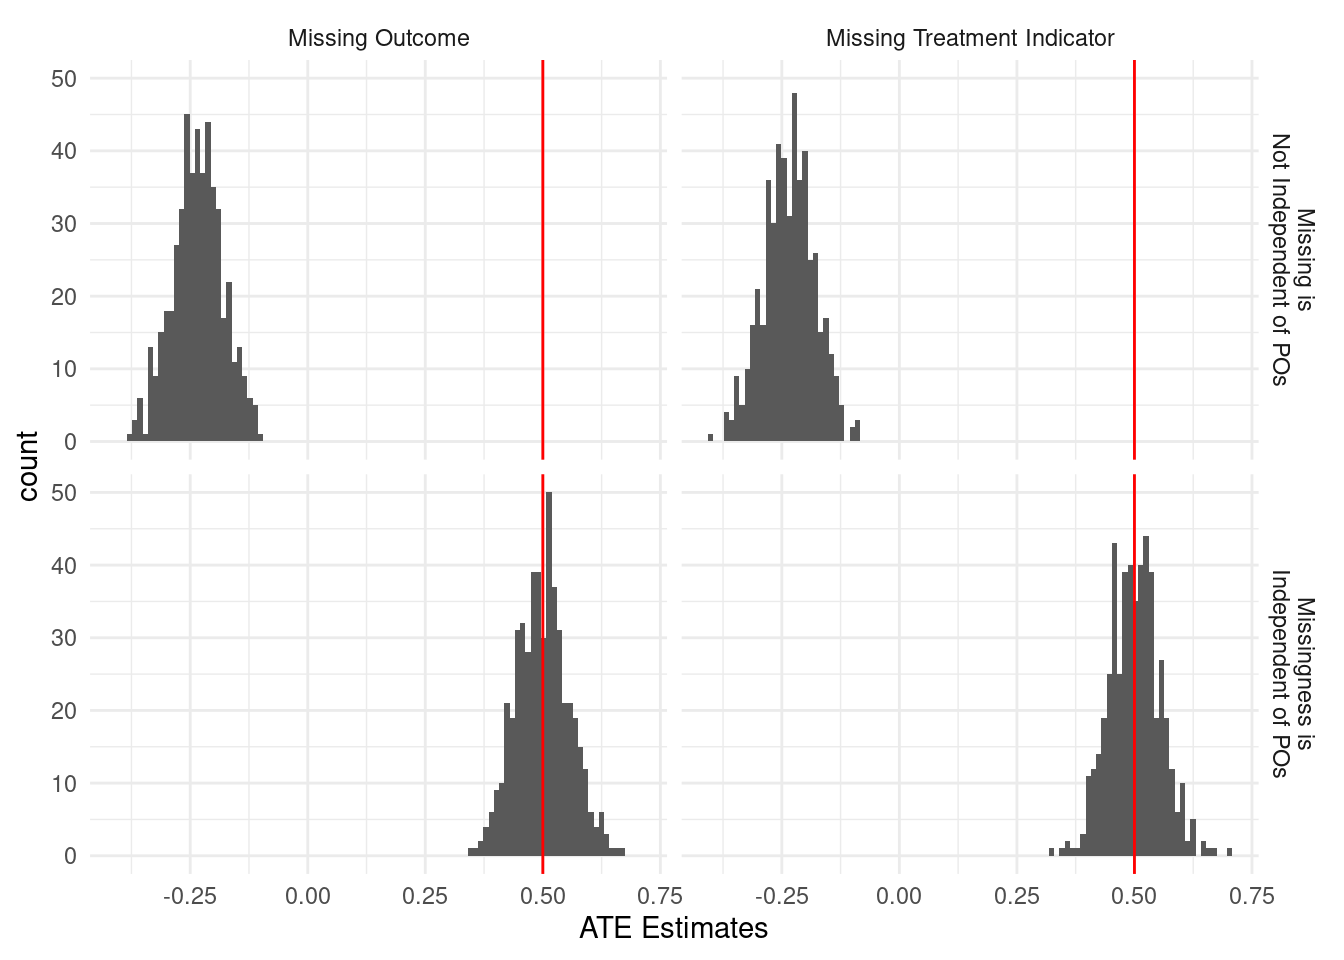 Missing Outcome
Missing Treatment Indicator
50
40
30
20
10
0
Missing is
Not Independent of POs
count
50
40
30
20
10
0
Missingness is
Independent of POs
-0.25
0.00
0.25
0.50
0.75
-0.25
0.00
0.25
0.50
0.75
ATE Estimates